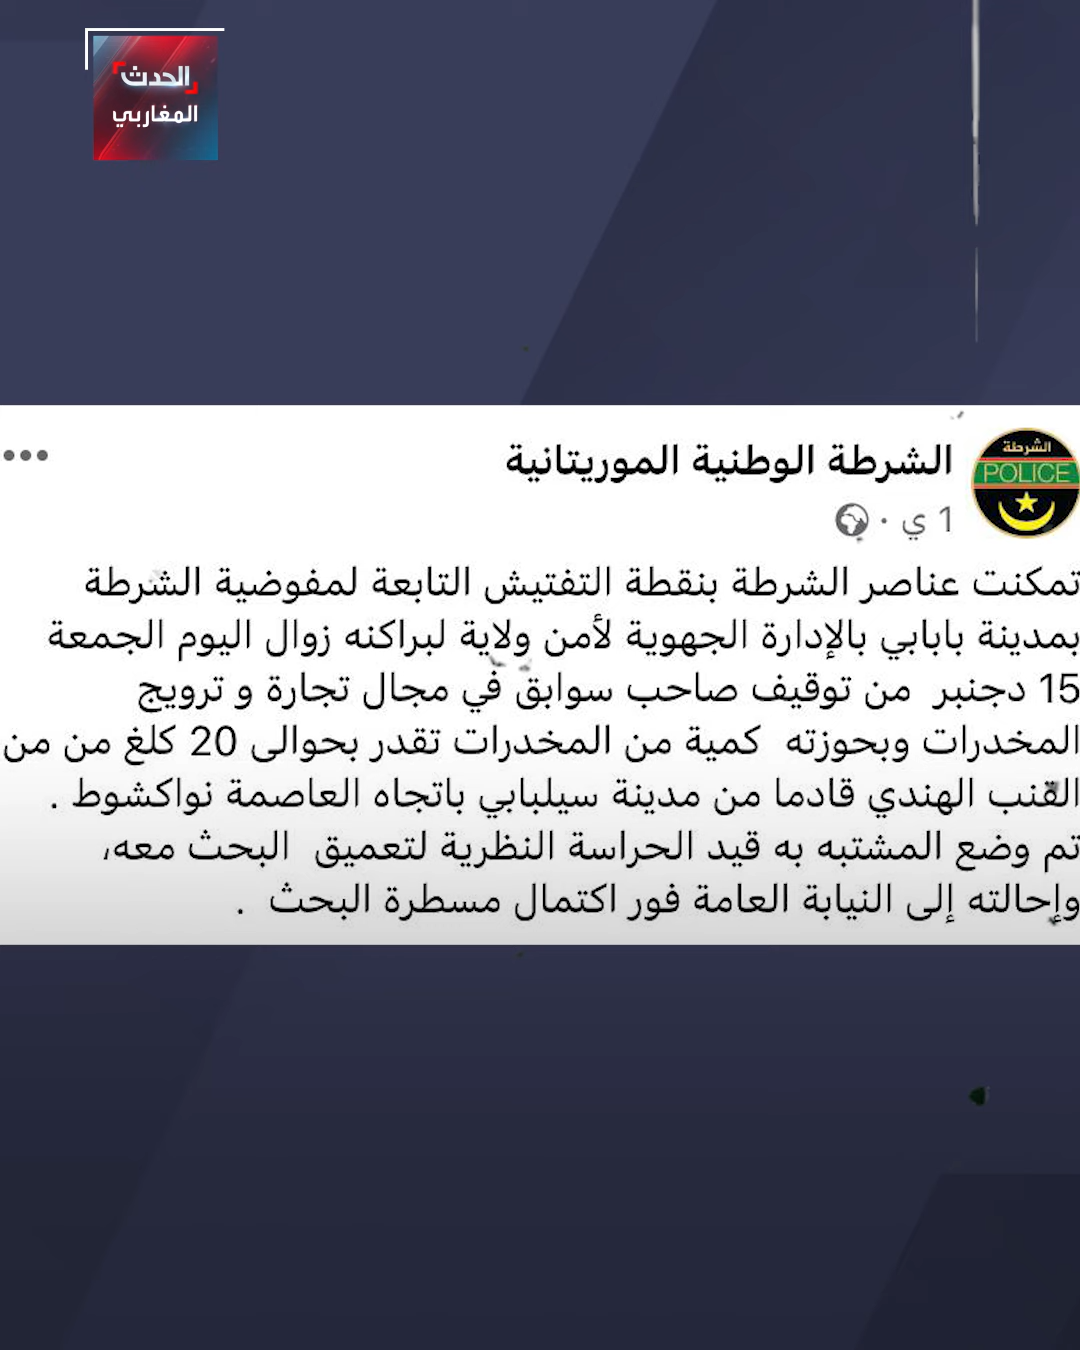 الحدث
المغاربي
الشرطة
POLICE
الشرطة الوطنية الموريتانية
1 ي ·
تمكنت عناصر الشرطة بنقطة التفتيش التابعة لمفوضية الشرطة
بمدينة بابابي بالإدارة الجهوية لأمن ولاية لبراكنه زوال اليوم الجمعة
15 دجنبر  من توقيف صاحب سوابق في مجال تجارة و ترويج
المخدرات وبحوزته  كمية من المخدرات تقدر بحوالى 20 كلغ من من
القنب الهندي قادما من مدينة سيلبابي باتجاه العاصمة نواكشوط .
تم وضع المشتبه به قيد الحراسة النظرية لتعميق  البحث معه،
وإحالته إلى النيابة العامة فور اكتمال مسطرة البحث  .